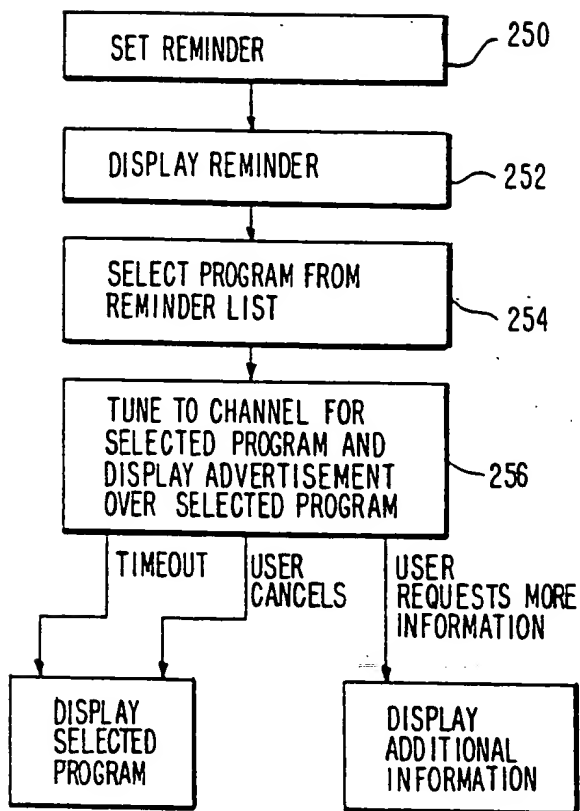 SET REMINDER
250
DISPLAY REMINDER
252
SELECT PROGRAM FROM
REMINDER LIST
254
TUNE TO CHANNEL FOR
SELECTED PROGRAM AND
DISPLAY ADVERTISEMENT
OVER SELECTED PROGRAM
256
TIMEOUT
USER
CANCELS
USER
REQUESTS MORE
INFORMATION
DISPLAY
SELECTED
PROGRAM
DISPLAY
ADDITIONAL
INFORMATION